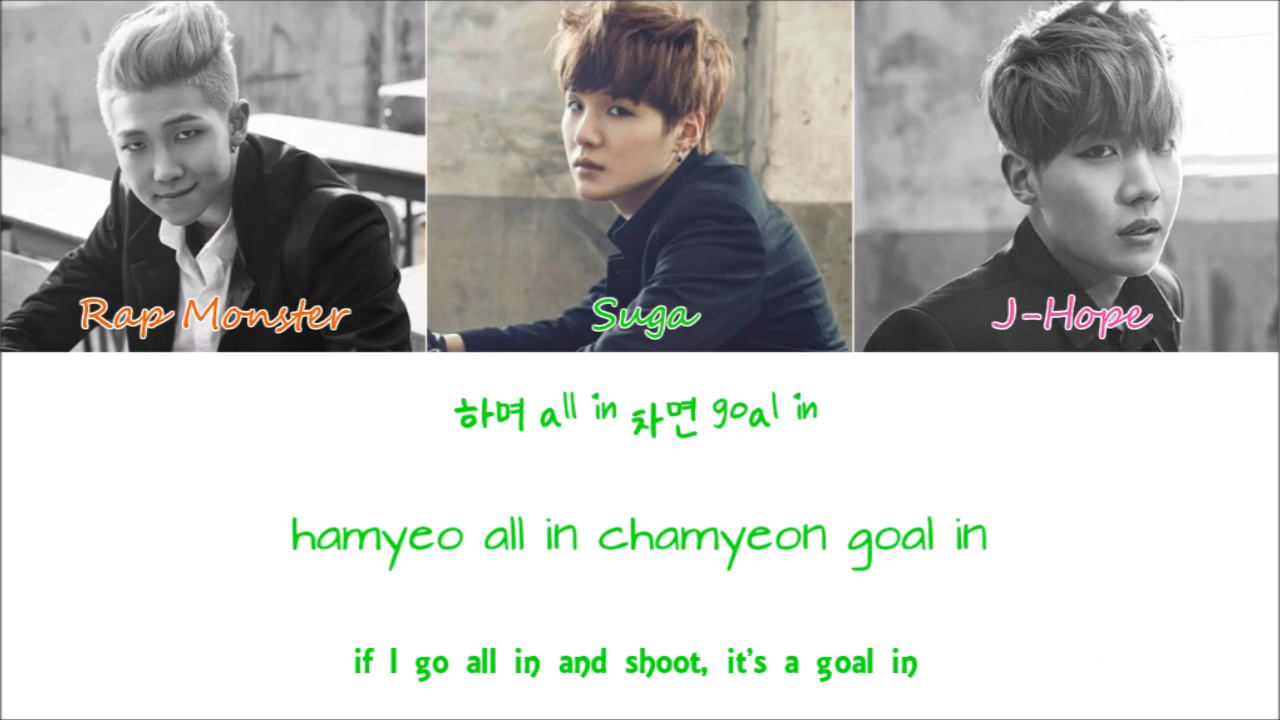 Rap Monster
Suga
J-Hope
하며 all in 차면 goal in
hamyeo all in chamyeon goal in
if I go all in and shoot, it's a goal in